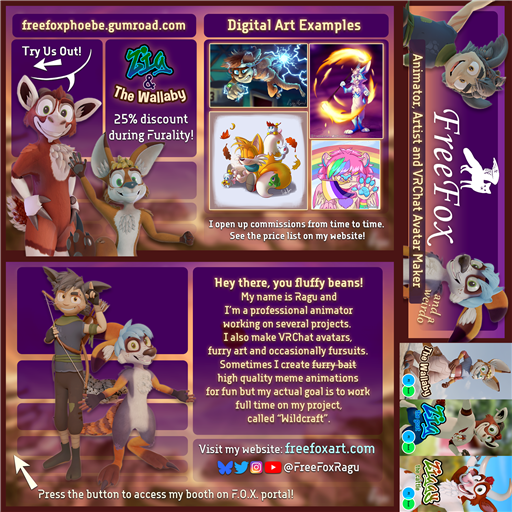 freefoxphoebe.gumroad.com
Try Us Out!
Zia
&
The Wallaby
25% discount
during Furality!
Digital Art Examples
I open up commissions from time to time.
See the price list on my website!
Hey there, you fluffy beans!
My name is Ragu and
I'm a professional animator
working on several projects.
I also make VRChat avatars,
furry art and occasionally fursuits.
Sometimes I create furry bait
high quality meme animations
for fun but my actual goal is to work
full time on my project,
called "Wildcraft".
Visit my website: freefoxart.com
@FreeFoxRagu
Press the button to access my booth on F.O.X. portal!
FreeFox
Animator, Artist and VRChat Avatar Maker
and a
weirdo
The Wallaby
Zia